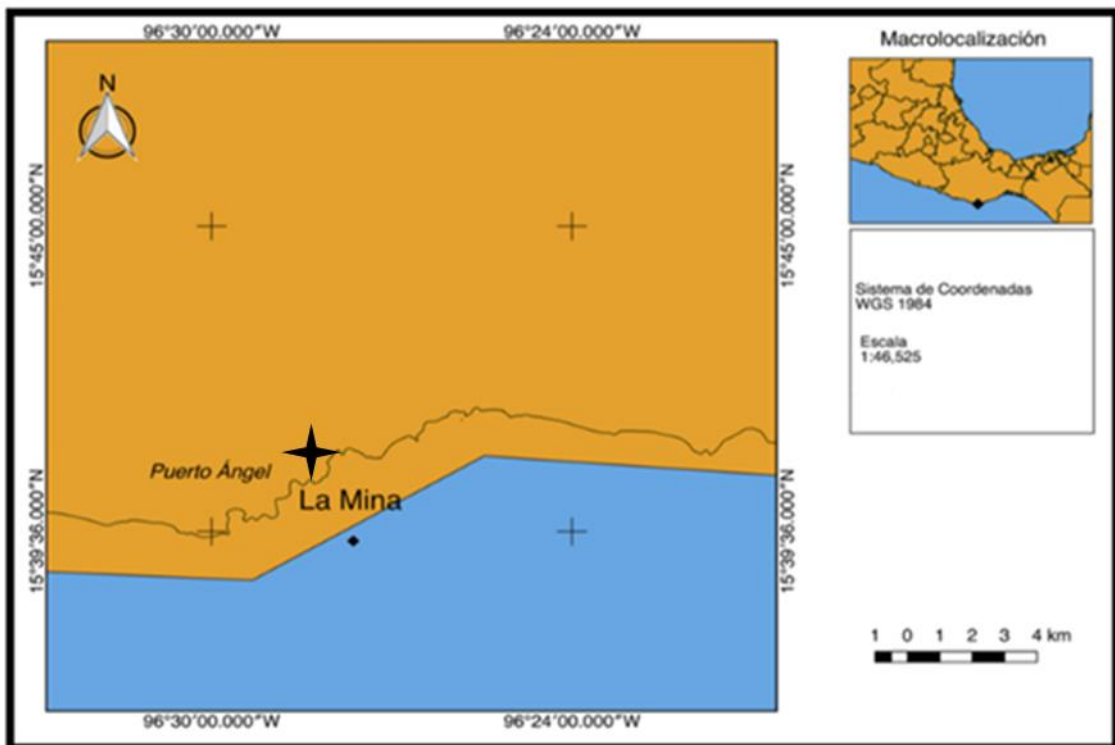 96°30'00.000"W 96°24'00.000"W
Macrolocalización
N
15°45'00.000"N 15°45'00.000"N
Sistema de Coordenadas
WGS 1984
Escala
1:46,525
Puerto Ángel
La Mina
15°39'36.000"N 15°39'36.000"N
1 0 1 2 3 4 km
96°30'00.000"W 96°24'00.000"W